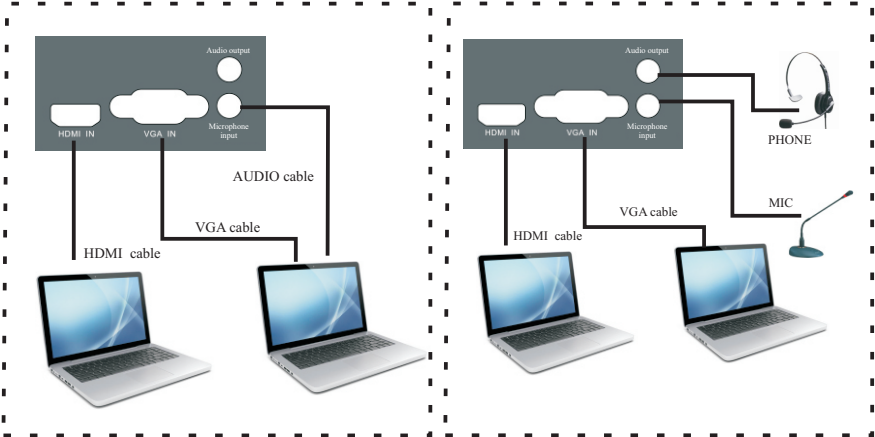 Audio output
HDMI IN
VGA IN
Microphone
input
AUDIO cable
VGA cable
HDMI cable
Audio output
HDMI IN
VGA IN
Microphone
input
PHONE
MIC
VGA cable
HDMI cable